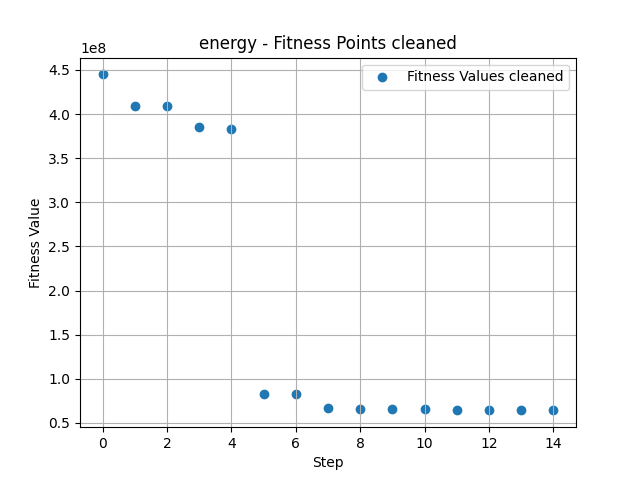 energy - Fitness Points cleaned
1e8
Fitness Values cleaned
4.5
4.0
3.5
3.0
2.5
2.0
1.5
1.0
0.5
Fitness Value
0 2 4 6 8 10 12 14
Step